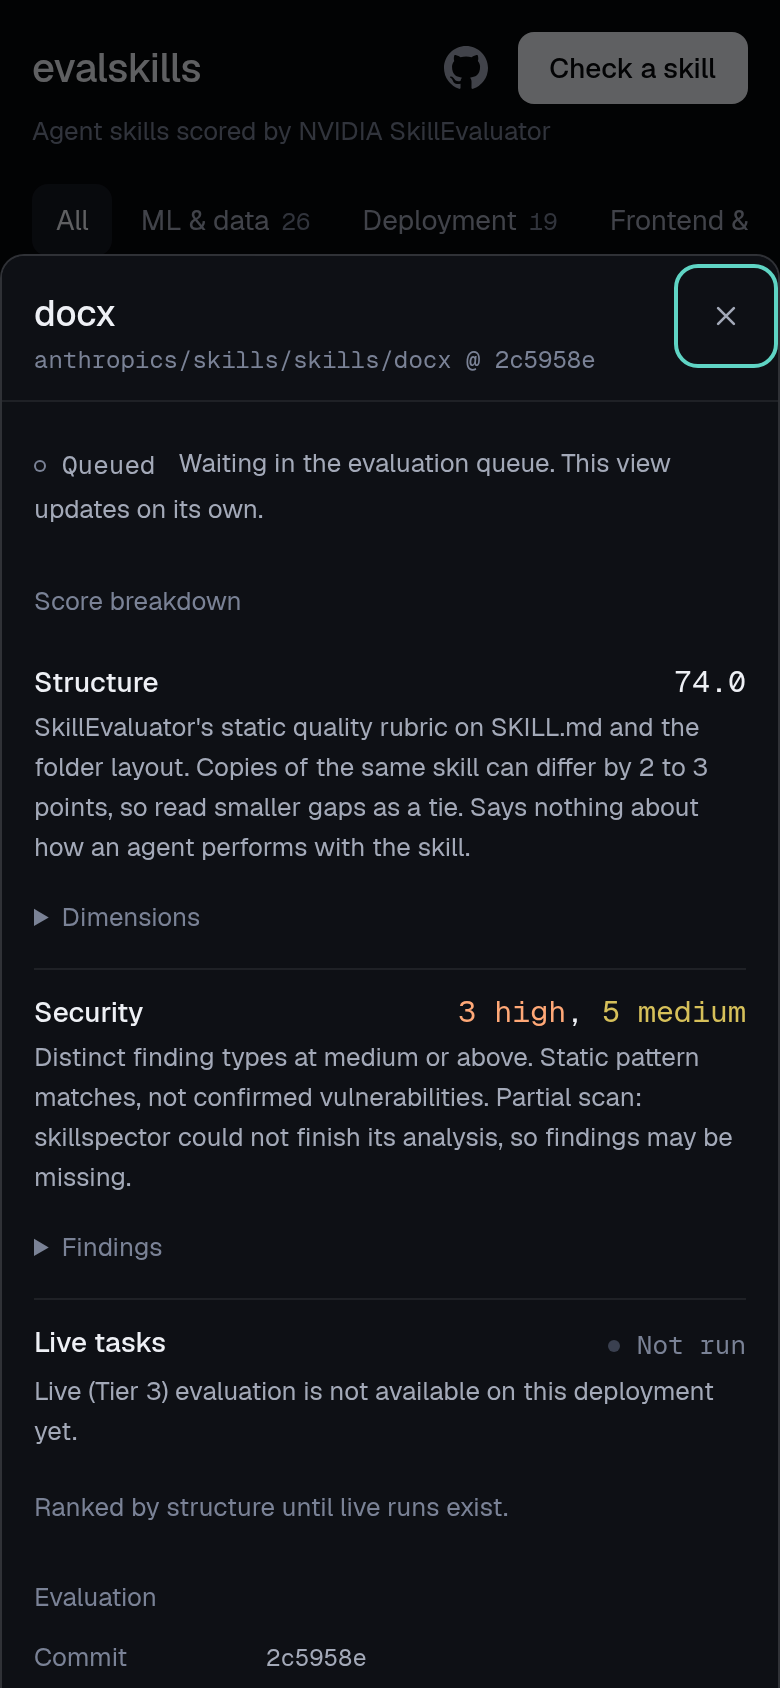 evalskills
Check a skill
Agent skills scored by NVIDIA SkillEvaluator
All ML & data 26 Deployment 19 Frontend &
docx
anthropics/skills/skills/docx @ 2c5958e
Queued Waiting in the evaluation queue. This view
updates on its own.
Score breakdown
Structure 74.0
SkillEvaluator's static quality rubric on SKILL.md and the
folder layout. Copies of the same skill can differ by 2 to 3
points, so read smaller gaps as a tie. Says nothing about
how an agent performs with the skill.
Dimensions
Security 3 high, 5 medium
Distinct finding types at medium or above. Static pattern
matches, not confirmed vulnerabilities. Partial scan:
skillspector could not finish its analysis, so findings may be
missing.
Findings
Live tasks Not run
Live (Tier 3) evaluation is not available on this deployment
yet.
Ranked by structure until live runs exist.
Evaluation
Commit 2c5958e